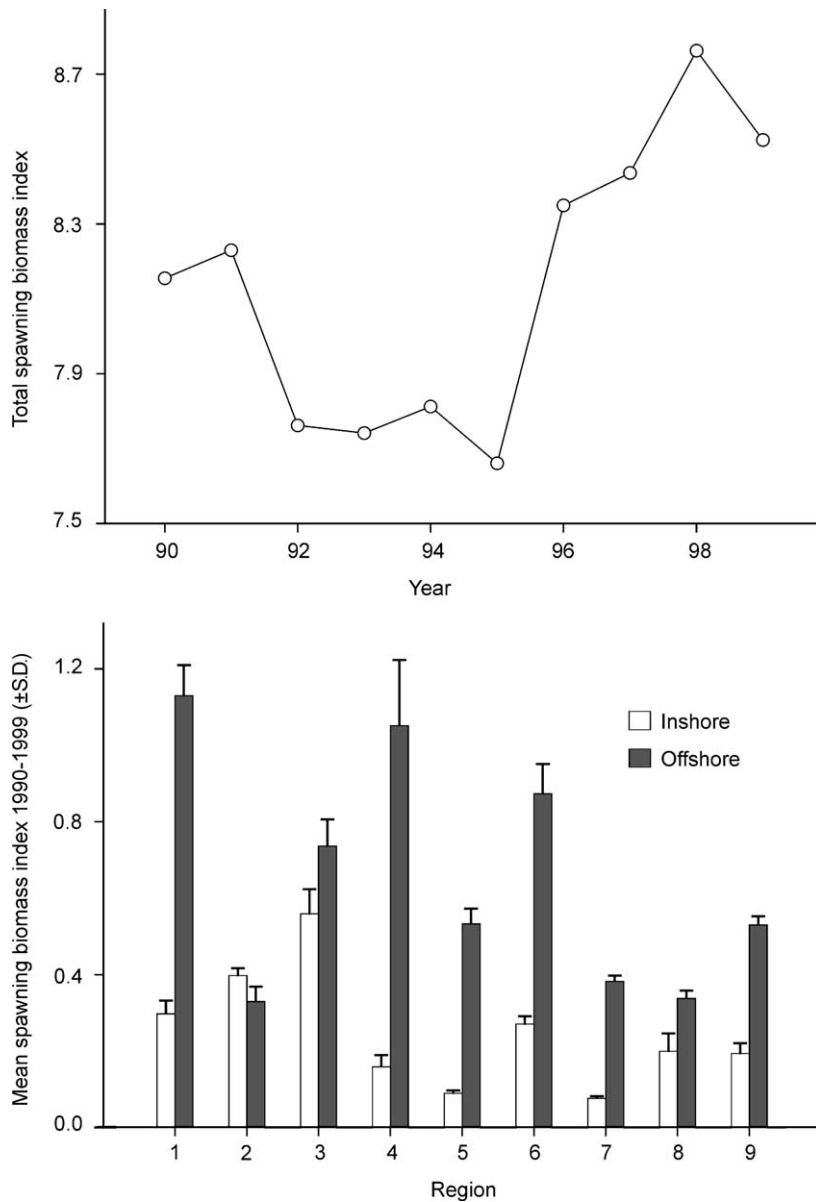 Total spawning biomass index
8.7
8.3
7.9
7.5
90 92 94 96 98
Year
Mean spawning biomass index 1990-1999 (±S.D.)
1.2
0.8
0.4
0.0
Inshore
Offshore
1 2 3 4 5 6 7 8 9
Region